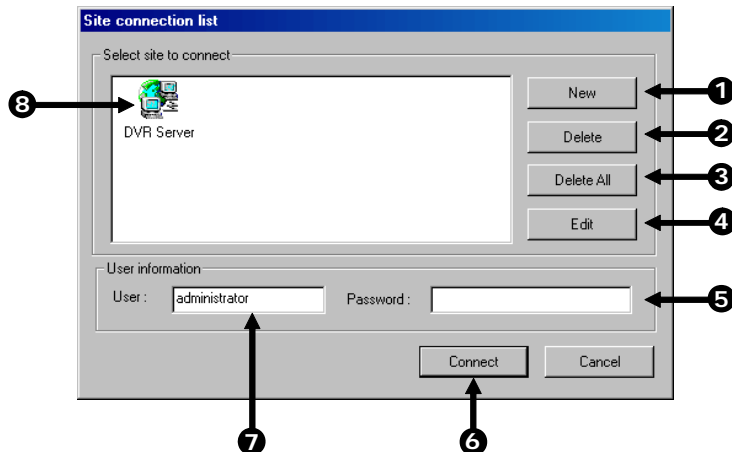 Site connection list
Select site to connect
8
DVR Server
New
1
Delete
2
Delete All
3
Edit
4
User information
User :
administrator
Password :
5
Connect
Cancel
7
6